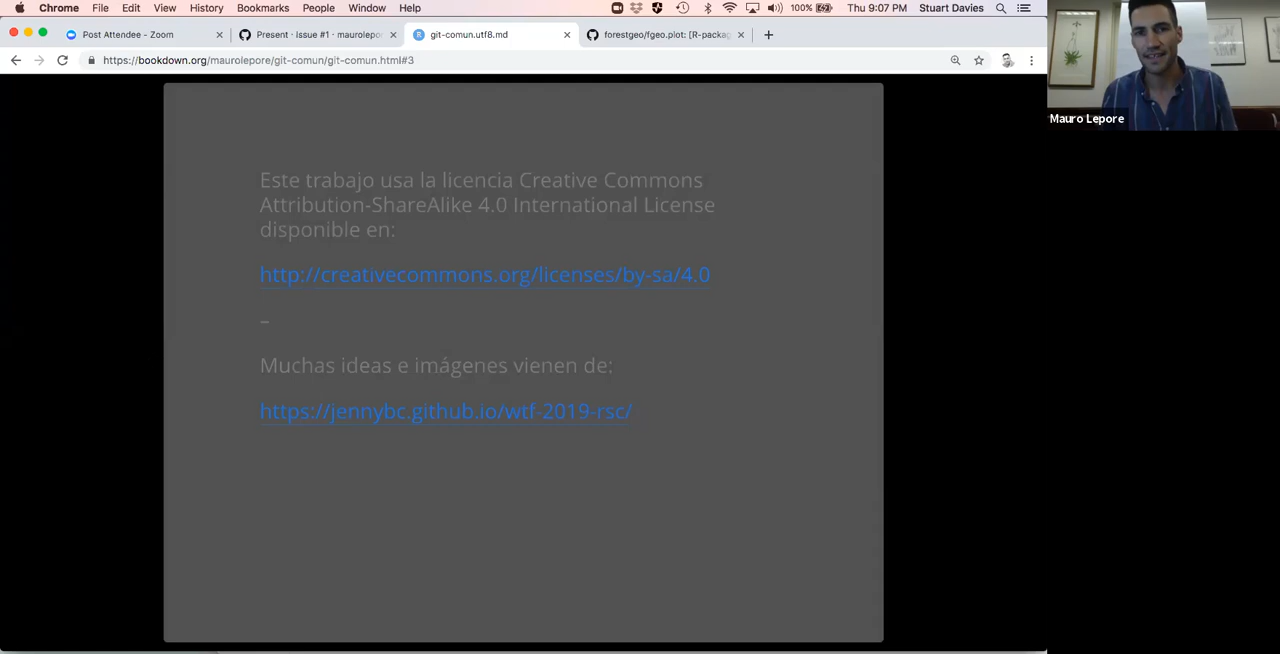 Chrome File Edit View History Bookmarks People Window Help 100% Thu 9:07 PM Stuart Davies
Post Attendee - Zoom Present · Issue #1 · maurolepo git-comun.utf8.md forestgeo/fgeo.plot: [R-packag
https://bookdown.org/maurolepore/git-comun/git-comun.html#3
Mauro Lepore
Este trabajo usa la licencia Creative Commons
Attribution-ShareAlike 4.0 International License
disponible en:
http://creativecommons.org/licenses/by-sa/4.0
–
Muchas ideas e imágenes vienen de:
https://jennybc.github.io/wtf-2019-rsc/